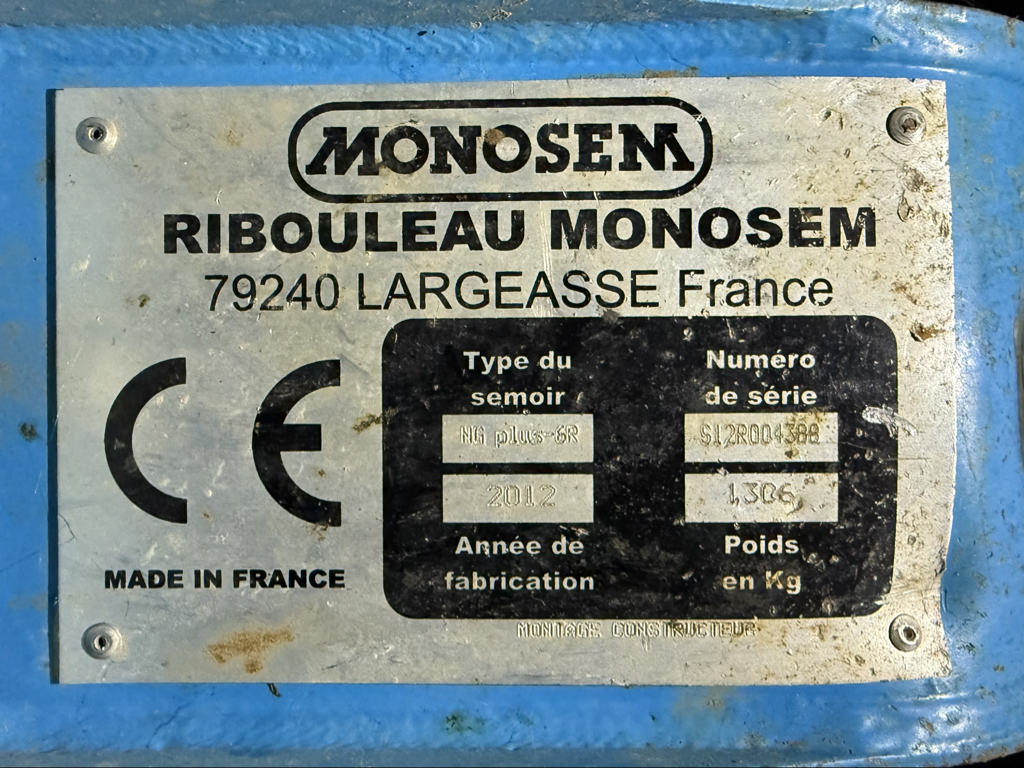 MONOSEM
RIBOULEAU MONOSEM
79240 LARGEASSE France
CE
MADE IN FRANCE
Type du
semoir
NG plus-6R
2012
Année de
fabrication
Numéro
de série
1306
Poids
en Kg
MONTAGE CONSTRUCTEUR